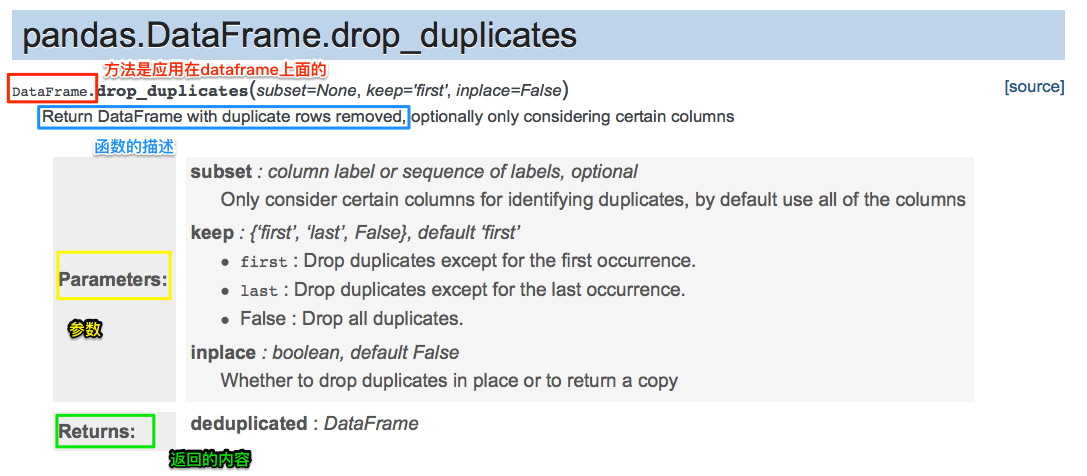 pandas.DataFrame.drop_duplicates
方法是应用在dataframe上面的
DataFrame.drop_duplicates(subset=None, keep='first', inplace=False) [source]
Return DataFrame with duplicate rows removed, optionally only considering certain columns
函数的描述
subset : column label or sequence of labels, optional
Only consider certain columns for identifying duplicates, by default use all of the columns
keep : {‘first’, ‘last’, False}, default ‘first’
• first : Drop duplicates except for the first occurrence.
Parameters:
• last : Drop duplicates except for the last occurrence.
• False : Drop all duplicates.
参数
inplace : boolean, default False
Whether to drop duplicates in place or to return a copy
Returns: deduplicated : DataFrame
返回的内容